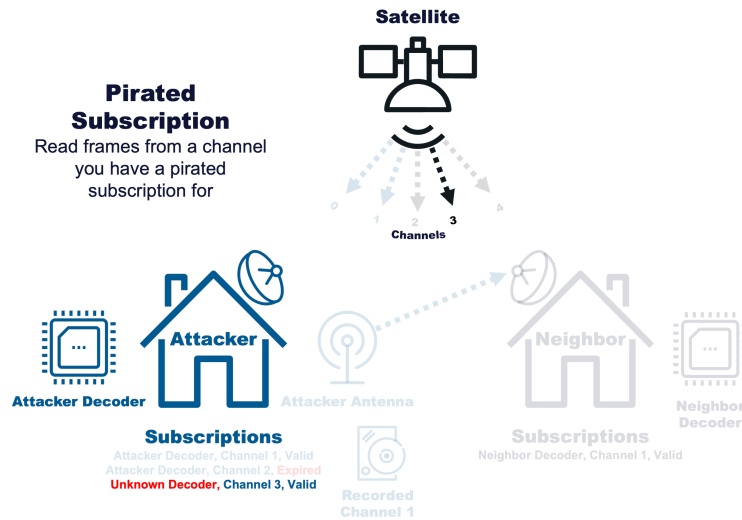 Satellite
Pirated
Subscription
Read frames from a channel
you have a pirated
subscription for
0
1
2
3
4
Channels
Attacker
Neighbor
Attacker Decoder
Attacker Antenna
Neighbor
Decoder
Subscriptions
Attacker Decoder, Channel 1, Valid
Attacker Decoder, Channel 2, Expired
Unknown Decoder, Channel 3, Valid
Subscriptions
Neighbor Decoder, Channel 1, Valid
Recorded
Channel 1